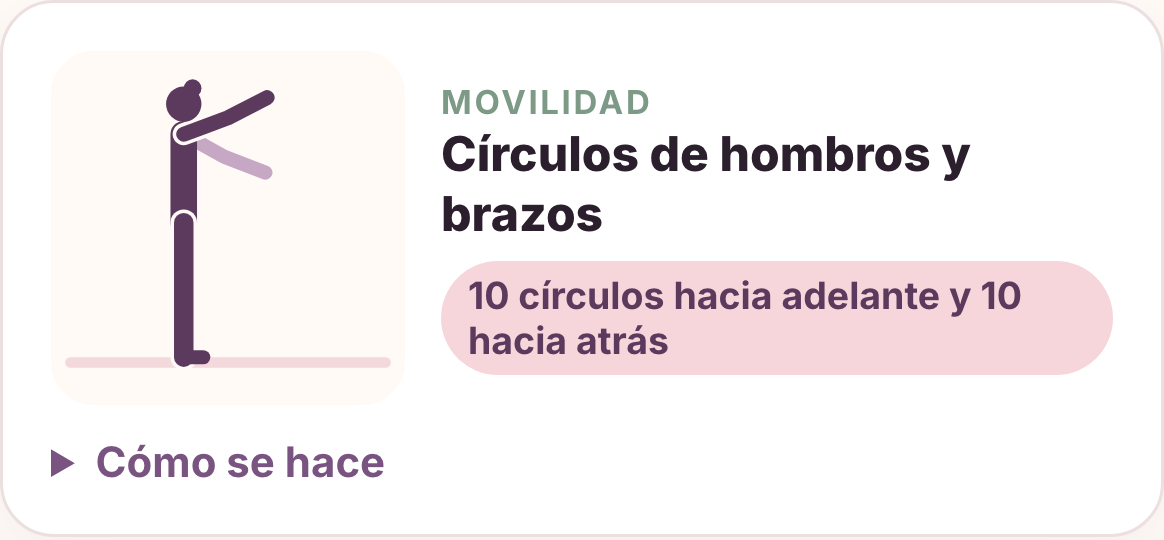 MOVILIDAD
Círculos de hombros y
brazos
10 círculos hacia adelante y 10
hacia atrás
Cómo se hace